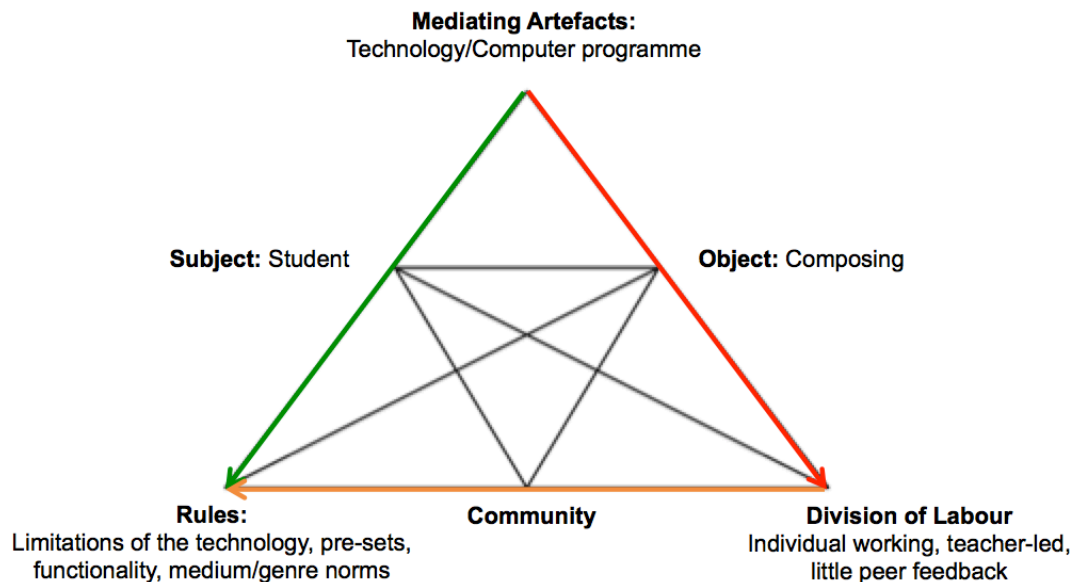 Mediating Artefacts:
Technology/Computer programme
Subject: Student
Object: Composing
Rules:
Limitations of the technology, pre-sets,
functionality, medium/genre norms
Community
Division of Labour
Individual working, teacher-led,
little peer feedback